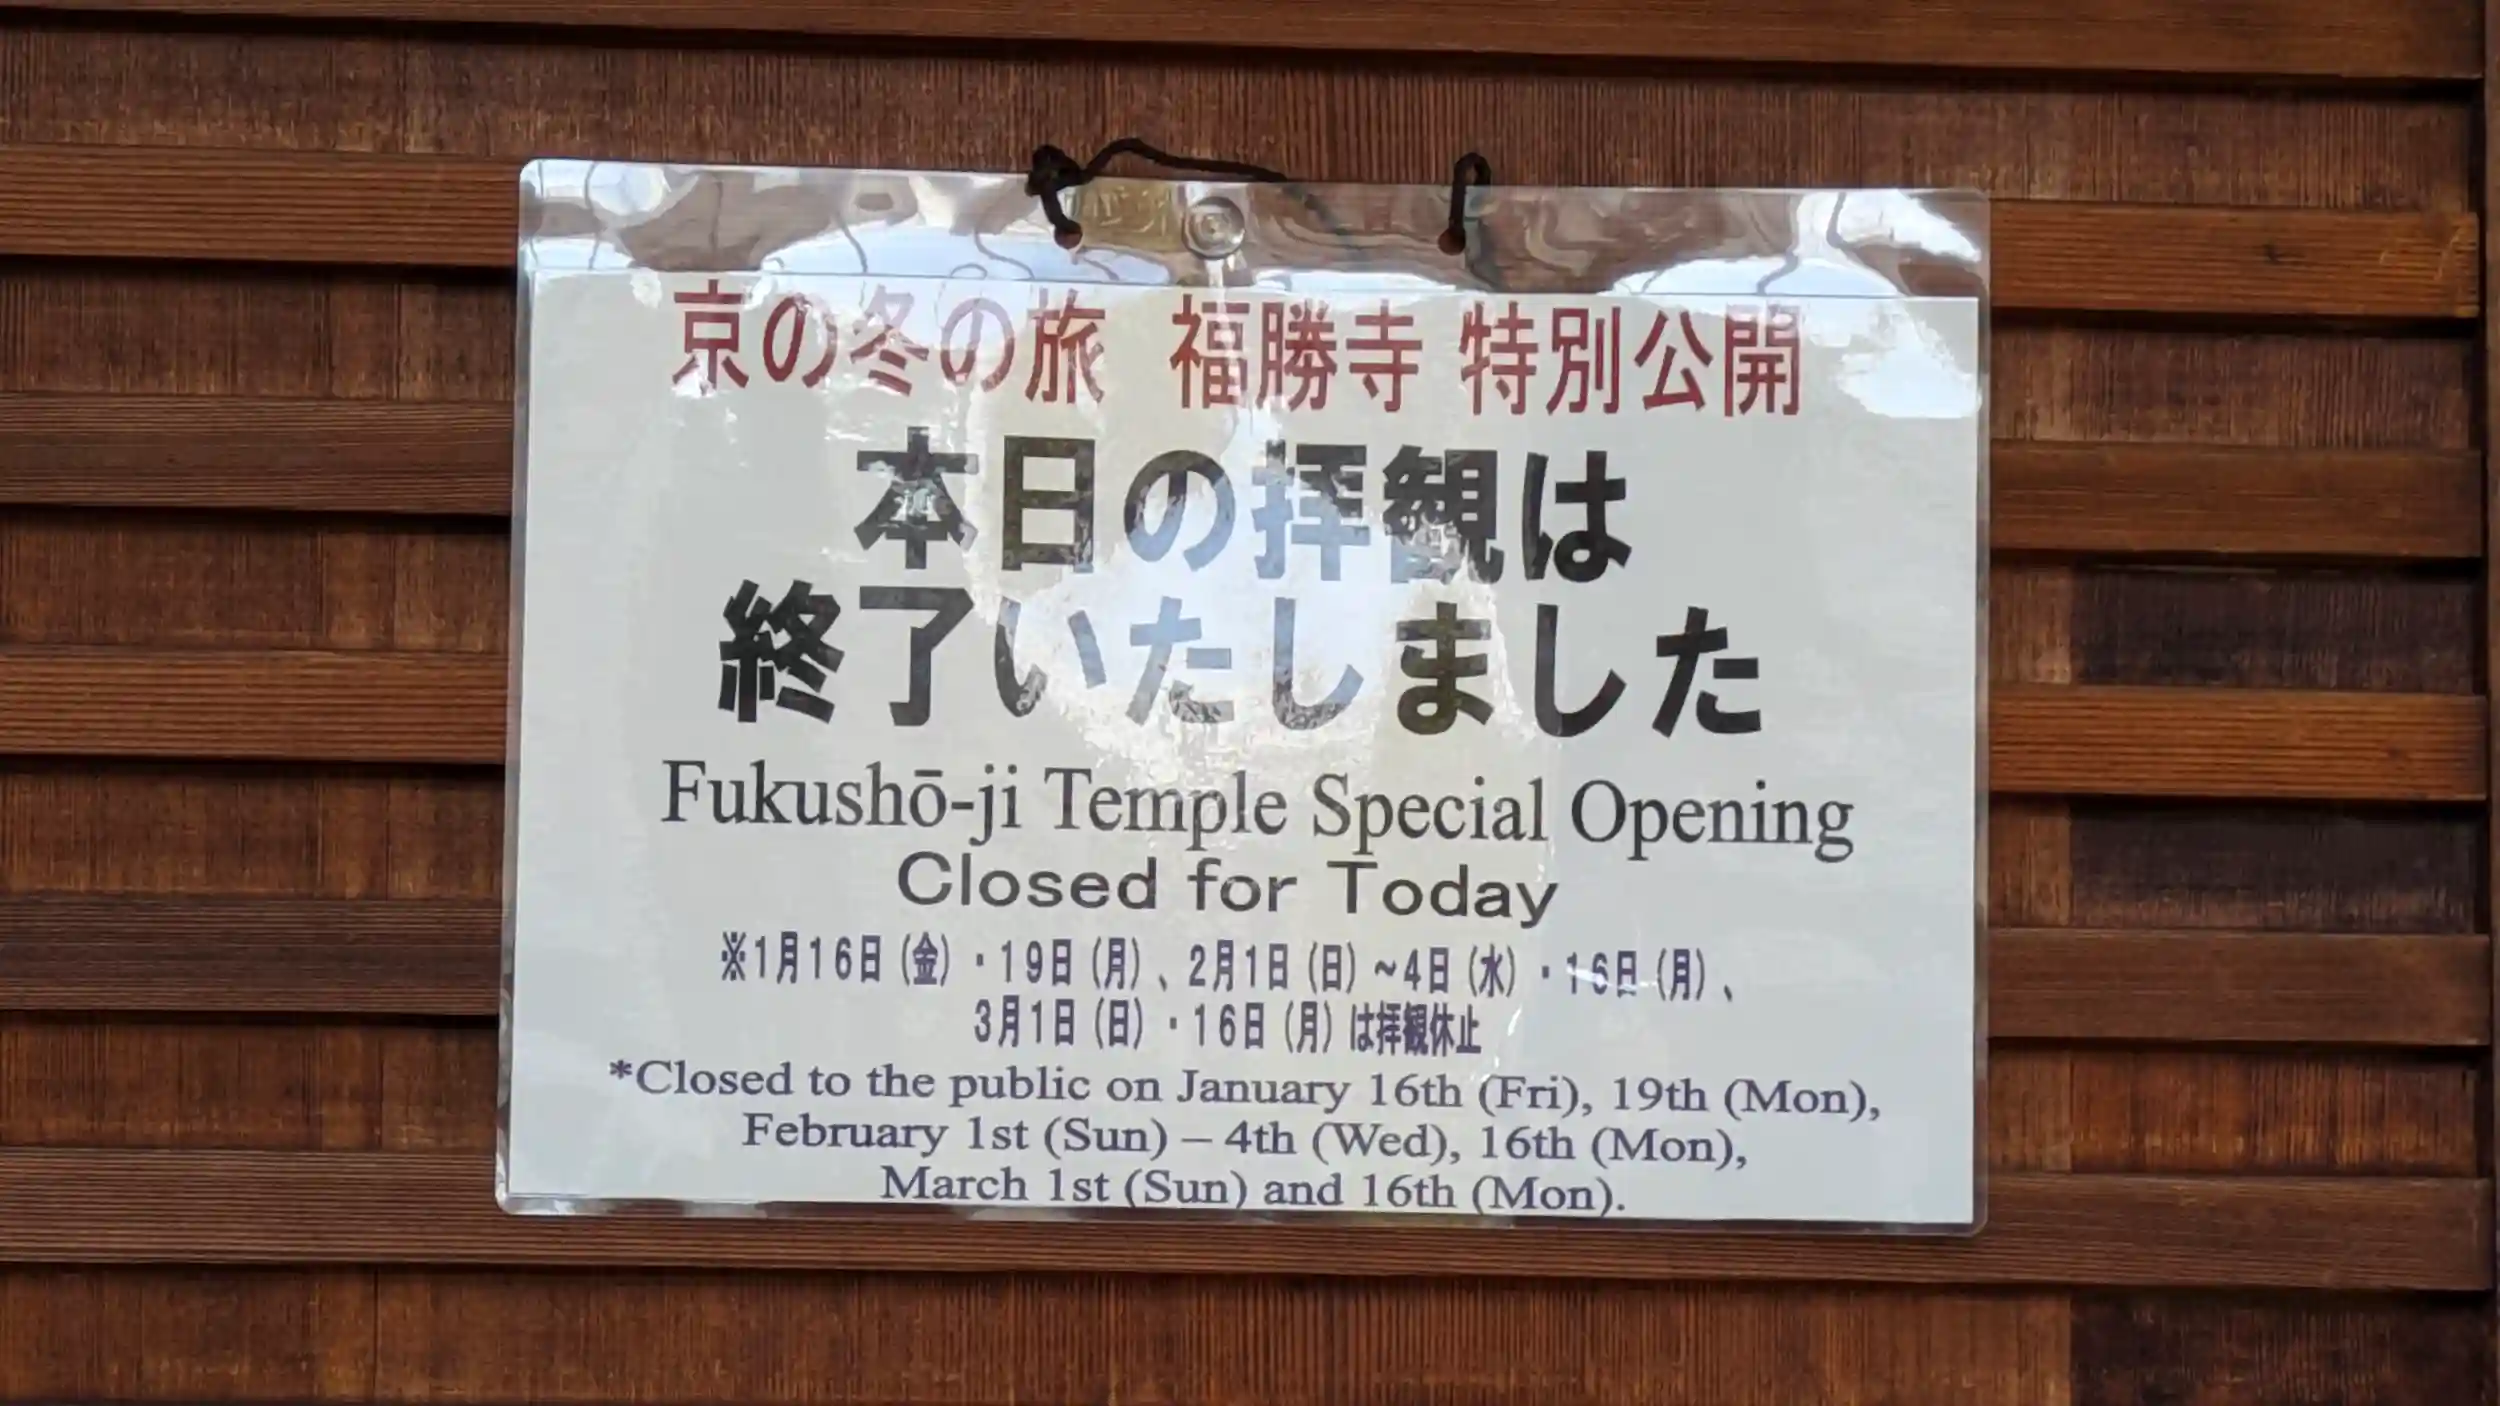 京の冬の旅 福勝寺 特別公開
本日の拝観は
終了いたしました
Fukushō-ji Temple Special Opening
Closed for Today
※1月16日（金）・19日（月）、2月1日（日）~4日（水）・16日（月）、
3月1日（日）・16日（月）は拝観休止
*Closed to the public on January 16th (Fri), 19th (Mon),
February 1st (Sun) – 4th (Wed), 16th (Mon),
March 1st (Sun) and 16th (Mon).